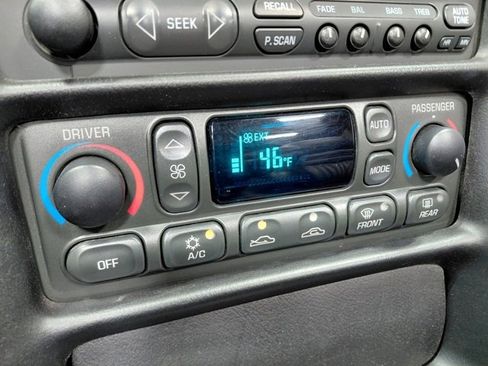 RECALL
FADE BAL BASS TREB
AUTO TONE
SEEK
P.SCAN
DRIVER
PASSENGER
EXT
46°F
AUTO
MODE
OFF
A/C
FRONT
REAR